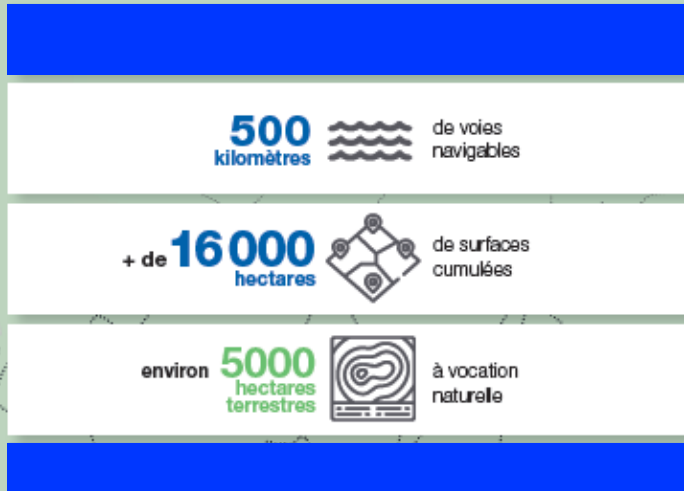 500
kilomètres
de voies
navigables
+ de 16 000
hectares
de surfaces
cumulées
environ 5000
hectares
terrestres
à vocation
naturelle